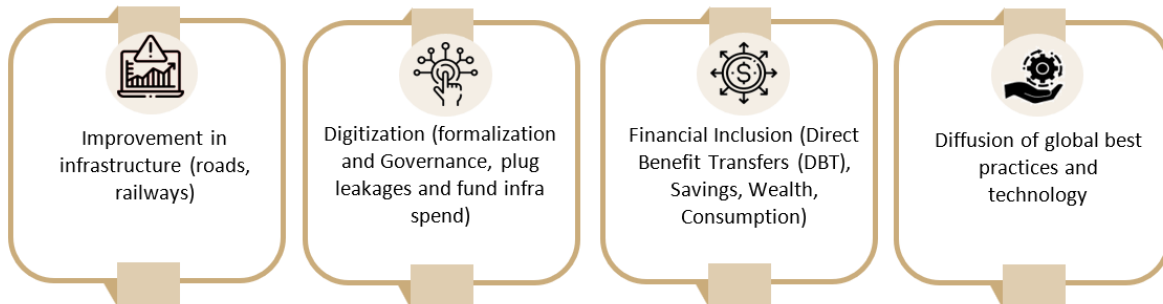 Improvement in
infrastructure (roads,
railways)
Digitization (formalization
and Governance, plug
leakages and fund infra
spend)
$
Financial Inclusion (Direct
Benefit Transfers (DBT),
Savings, Wealth,
Consumption)
Diffusion of global best
practices and
technology